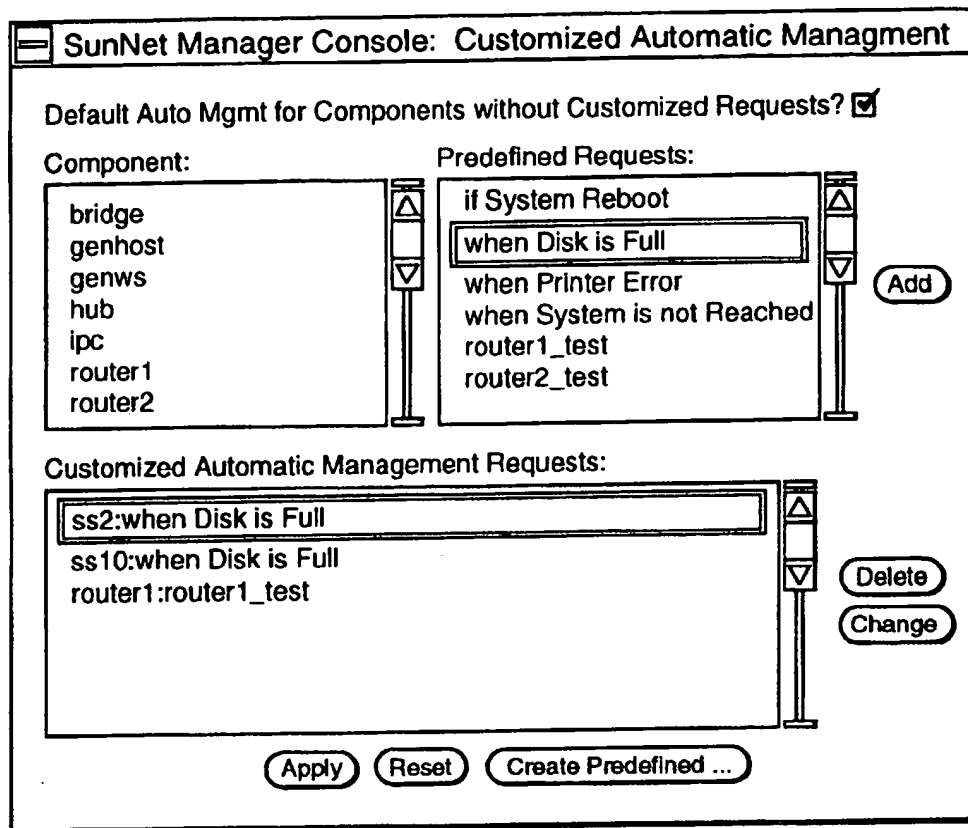 SunNet Manager Console: Customized Automatic Managment
Default Auto Mgmt for Components without Customized Requests?
Component:
bridge
genhost
genws
hub
ipc
router1
router2
Predefined Requests:
if System Reboot
when Disk is Full
when Printer Error
when System is not Reached
router1_test
router2_test
Add
Customized Automatic Management Requests:
ss2:when Disk is Full
ss10:when Disk is Full
router1:router1_test
Delete
Change
Apply
Reset
Create Predefined ...